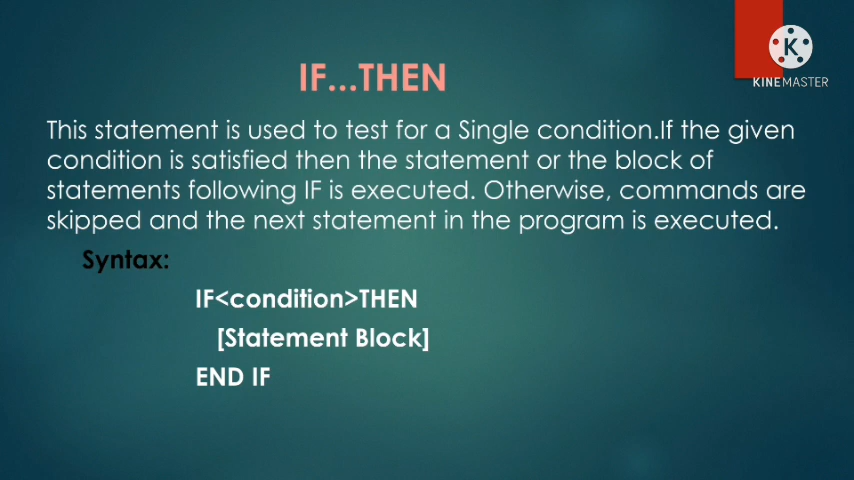 K
KINEMASTER
IF...THEN
This statement is used to test for a Single condition.If the given
condition is satisfied then the statement or the block of
statements following IF is executed. Otherwise, commands are
skipped and the next statement in the program is executed.
Syntax:
IF<condition>THEN
[Statement Block]
END IF